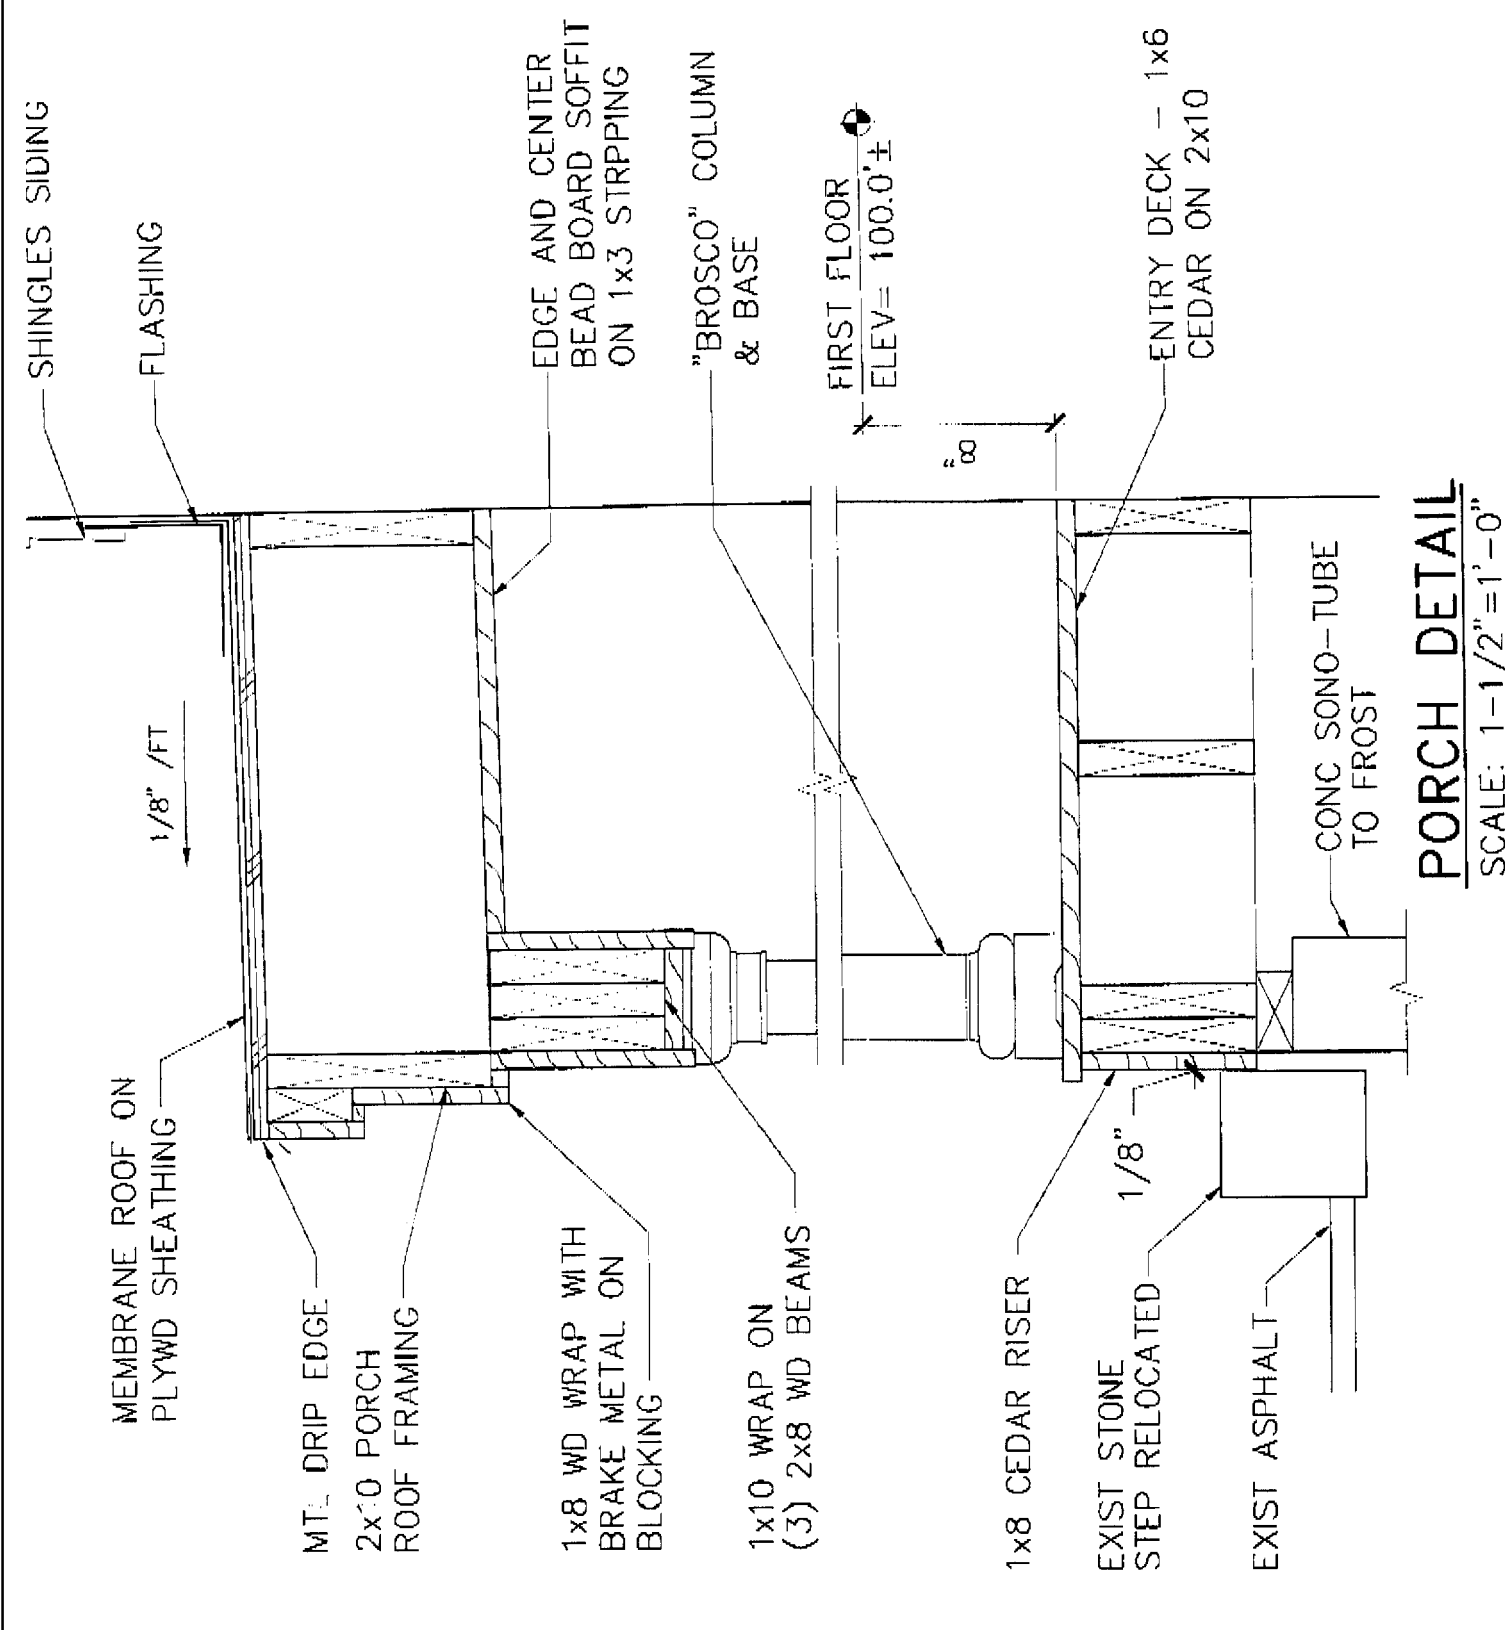 MEMBRANE ROOF ON
PLYWD SHEATHING
MTL DRIP EDGE
2x10 PORCH
ROOF FRAMING
1x8 WD WRAP WITH
BRAKE METAL ON
BLOCKING
1x10 WRAP ON
(3) 2x8 WD BEAMS
1x8 CEDAR RISER
EXIST STONE
STEP RELOCATED
EXIST ASPHALT
1/8" /FT
1/8"
SHINGLES SIDING
FLASHING
EDGE AND CENTER
BEAD BOARD SOFFIT
ON 1x3 STRPPING
"BROSCO" COLUMN
& BASE
FIRST FLOOR
ELEV= 100.0'±
8"
ENTRY DECK - 1x6
CEDAR ON 2x10
CONC SONO-TUBE
TO FROST
PORCH DETAIL
SCALE: 1-1/2"=1'-0"